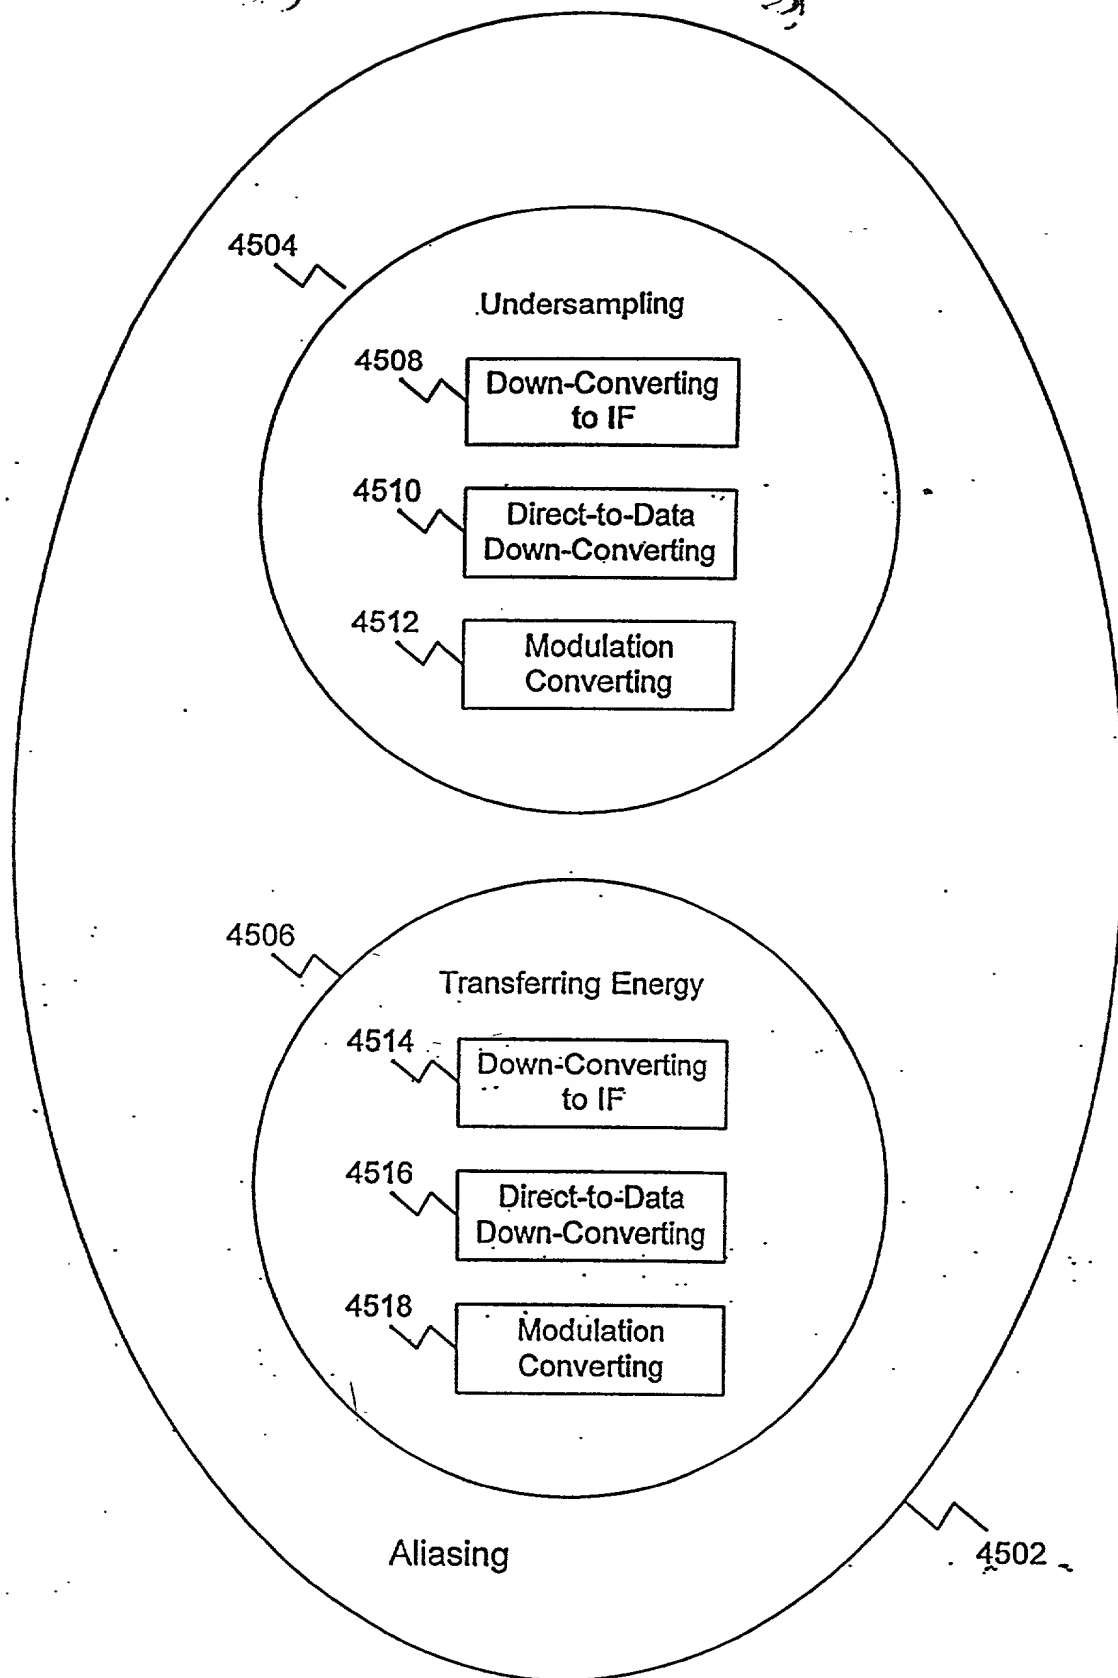 4504
Undersampling
4508
Down-Converting
to IF
4510
Direct-to-Data
Down-Converting
4512
Modulation
Converting
4506
Transferring Energy
4514
Down-Converting
to IF
4516
Direct-to-Data
Down-Converting
4518
Modulation
Converting
Aliasing
4502